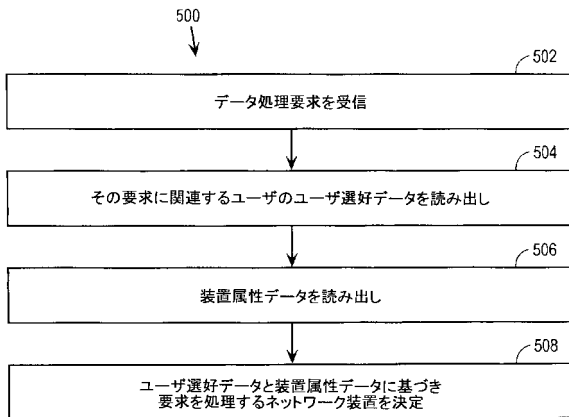 500
502
データ処理要求を受信
504
その要求に関連するユーザのユーザ選好データを読み出し
506
装置属性データを読み出し
508
ユーザ選好データと装置属性データに基づき
要求を処理するネットワーク装置を決定